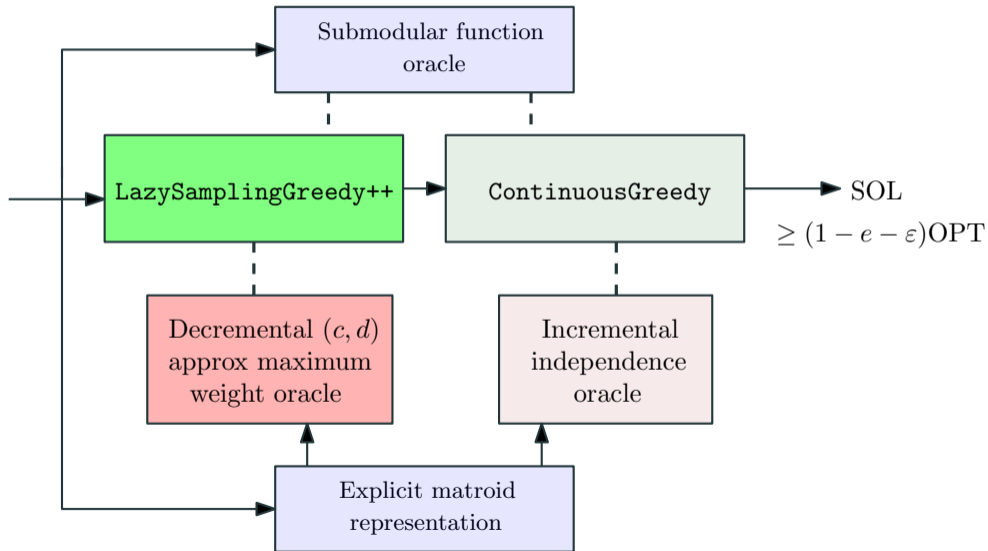 Submodular function
oracle
LazySamplingGreedy++
ContinuousGreedy
SOL
≥ (1 − e − ε)OPT
Decremental (c, d)
approx maximum
weight oracle
Incremental
independence
oracle
Explicit matroid
representation